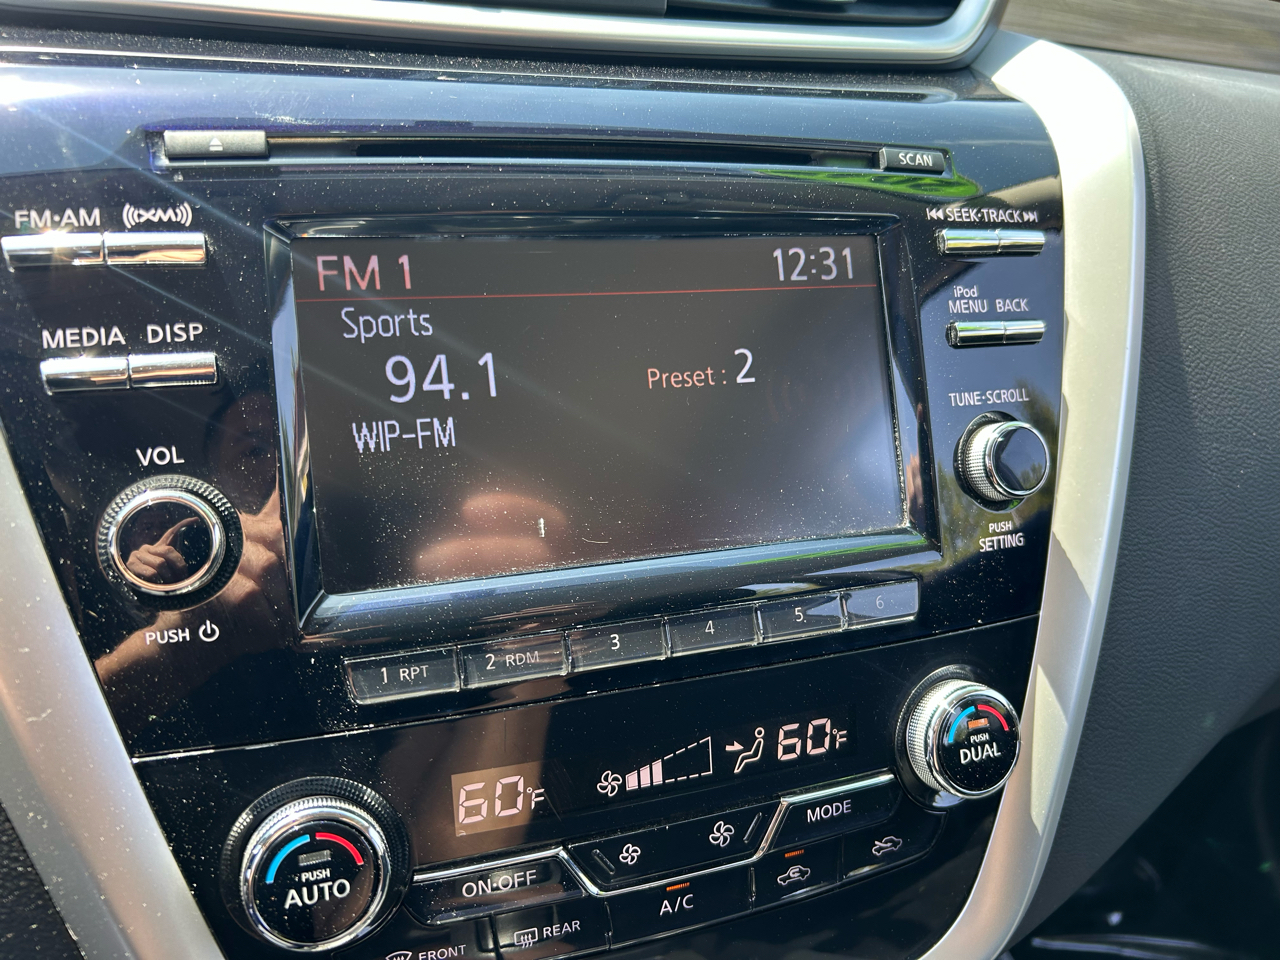 SCAN
FM·AM
((XM))
⏮ SEEK·TRACK ⏭
FM 1
12:31
Sports
94.1
Preset : 2
WIP-FM
MEDIA
DISP
iPod
MENU
BACK
VOL
TUNE·SCROLL
PUSH
SETTING
PUSH
1 RPT
2 RDM
3
4
5
6
60°F
60°F
PUSH
DUAL
PUSH
AUTO
ON·OFF
MODE
A/C
FRONT
REAR